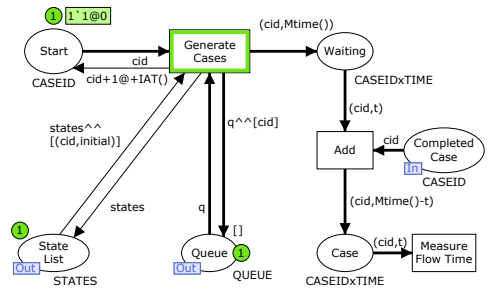 1 1`1@0
Start
CASEID
cid
cid+1@+IAT()
Generate
Cases
(cid,Mtime())
Waiting
CASEIDxTIME
(cid,t)
states^^
[(cid,initial)]
q^^[cid]
Add
cid
Completed
Case
In
CASEID
states
q
(cid,Mtime()-t)
1
State
List
Out
STATES
[]
Queue
1
Out
QUEUE
Case
CASEIDxTIME
(cid,t)
Measure
Flow Time